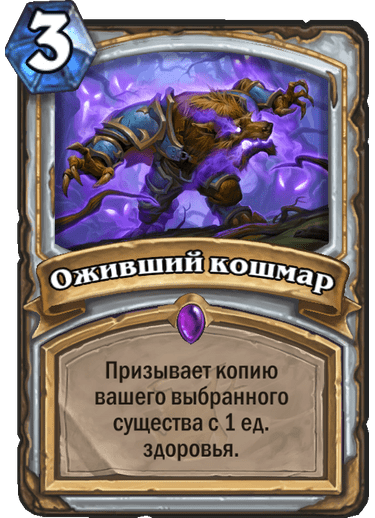 3
Оживший кошмар
Призывает копию
вашего выбранного
существа с 1 ед.
здоровья.